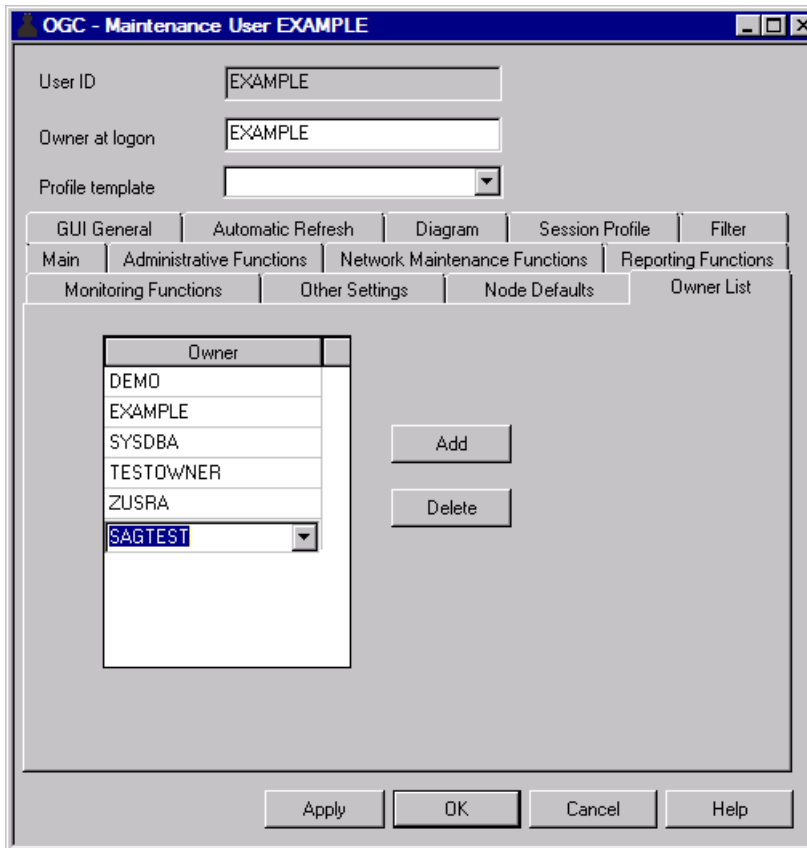 OGC - Maintenance User EXAMPLE
User ID EXAMPLE
Owner at logon EXAMPLE
Profile template
GUI General Automatic Refresh Diagram Session Profile Filter
Main Administrative Functions Network Maintenance Functions Reporting Functions
Monitoring Functions Other Settings Node Defaults Owner List
Owner
DEMO
EXAMPLE
SYSDBA
TESTOWNER
ZUSRA
SAGTEST
Add
Delete
Apply OK Cancel Help